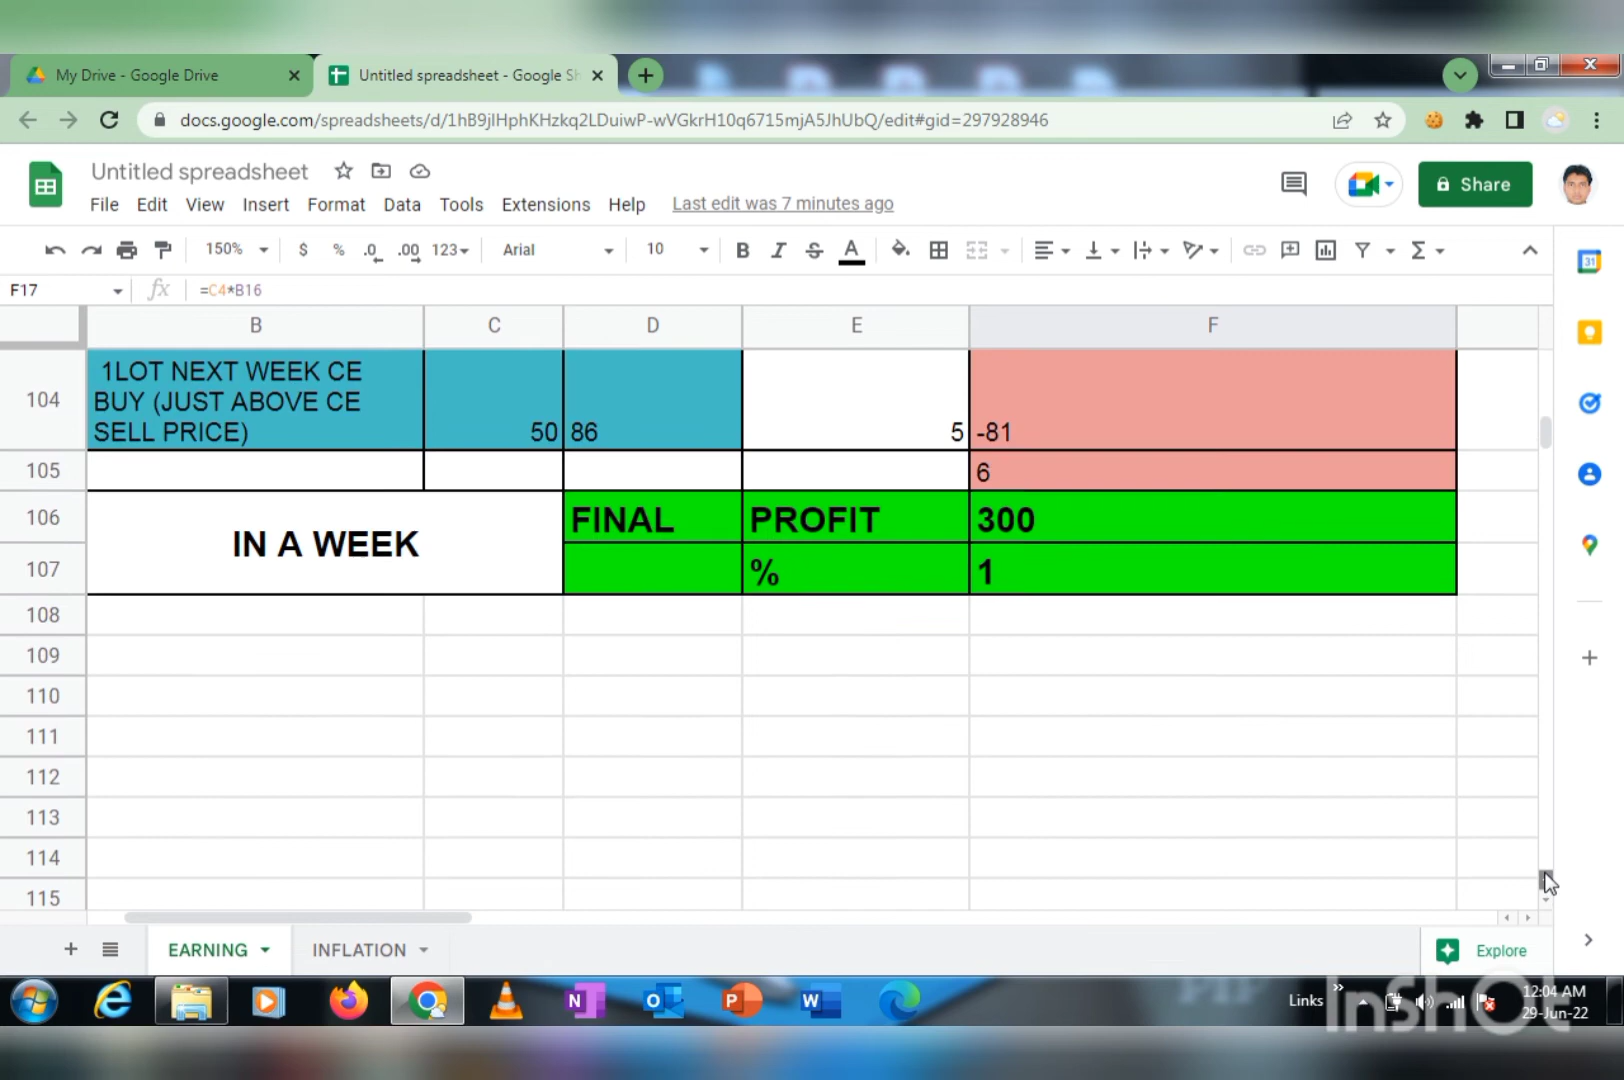 My Drive - Google Drive
Untitled spreadsheet - Google Sh
docs.google.com/spreadsheets/d/1hB9jIHphKHzkq2LDuiwP-wVGkrH10q6715mjA5JhUbQ/edit#gid=297928946
Untitled spreadsheet
File Edit View Insert Format Data Tools Extensions Help Last edit was 7 minutes ago
Share
150% $ % .0 .00 123 Arial 10 B I S A
31
F17 fx =C4*B16
B C D E F
104 1LOT NEXT WEEK CE
BUY (JUST ABOVE CE
SELL PRICE) 50 86 5 -81
105 6
106 FINAL PROFIT 300
IN A WEEK
107 % 1
108
109
110
111
112
113
114
115
EARNING INFLATION Explore
Links 12:04 AM
29-Jun-22
InShOt